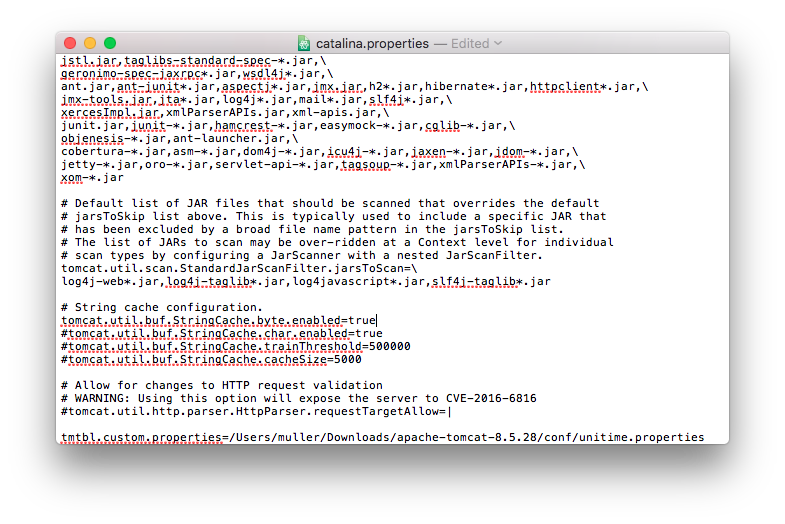 catalina.properties — Edited
jstl.jar,taglibs-standard-spec-*.jar,\
geronimo-spec-jaxrpc*.jar,wsdl4j*.jar,\
ant.jar,ant-junit*.jar,aspectj*.jar,jmx.jar,h2*.jar,hibernate*.jar,httpclient*.jar,\
jmx-tools.jar,jta*.jar,log4j*.jar,mail*.jar,slf4j*.jar,\
xercesImpl.jar,xmlParserAPIs.jar,xml-apis.jar,\
junit.jar,junit-*.jar,hamcrest-*.jar,easymock-*.jar,cglib-*.jar,\
objenesis-*.jar,ant-launcher.jar,\
cobertura-*.jar,asm-*.jar,dom4j-*.jar,icu4j-*.jar,jaxen-*.jar,jdom-*.jar,\
jetty-*.jar,oro-*.jar,servlet-api-*.jar,tagsoup-*.jar,xmlParserAPIs-*.jar,\
xom-*.jar
# Default list of JAR files that should be scanned that overrides the default
# jarsToSkip list above. This is typically used to include a specific JAR that
# has been excluded by a broad file name pattern in the jarsToSkip list.
# The list of JARs to scan may be over-ridden at a Context level for individual
# scan types by configuring a JarScanner with a nested JarScanFilter.
tomcat.util.scan.StandardJarScanFilter.jarsToScan=\
log4j-web*.jar,log4j-taglib*.jar,log4javascript*.jar,slf4j-taglib*.jar
# String cache configuration.
tomcat.util.buf.StringCache.byte.enabled=true
#tomcat.util.buf.StringCache.char.enabled=true
#tomcat.util.buf.StringCache.trainThreshold=500000
#tomcat.util.buf.StringCache.cacheSize=5000
# Allow for changes to HTTP request validation
# WARNING: Using this option will expose the server to CVE-2016-6816
#tomcat.util.http.parser.HttpParser.requestTargetAllow=|
tmtbl.custom.properties=/Users/muller/Downloads/apache-tomcat-8.5.28/conf/unitime.properties